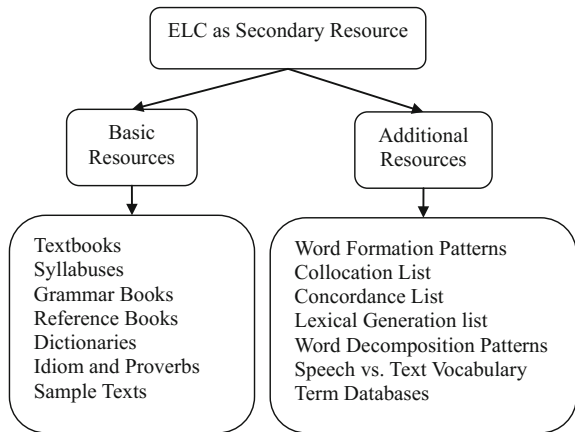 ELC as Secondary Resource
Basic
Resources
Additional
Resources
Textbooks
Syllabuses
Grammar Books
Reference Books
Dictionaries
Idiom and Proverbs
Sample Texts
Word Formation Patterns
Collocation List
Concordance List
Lexical Generation list
Word Decomposition Patterns
Speech vs. Text Vocabulary
Term Databases